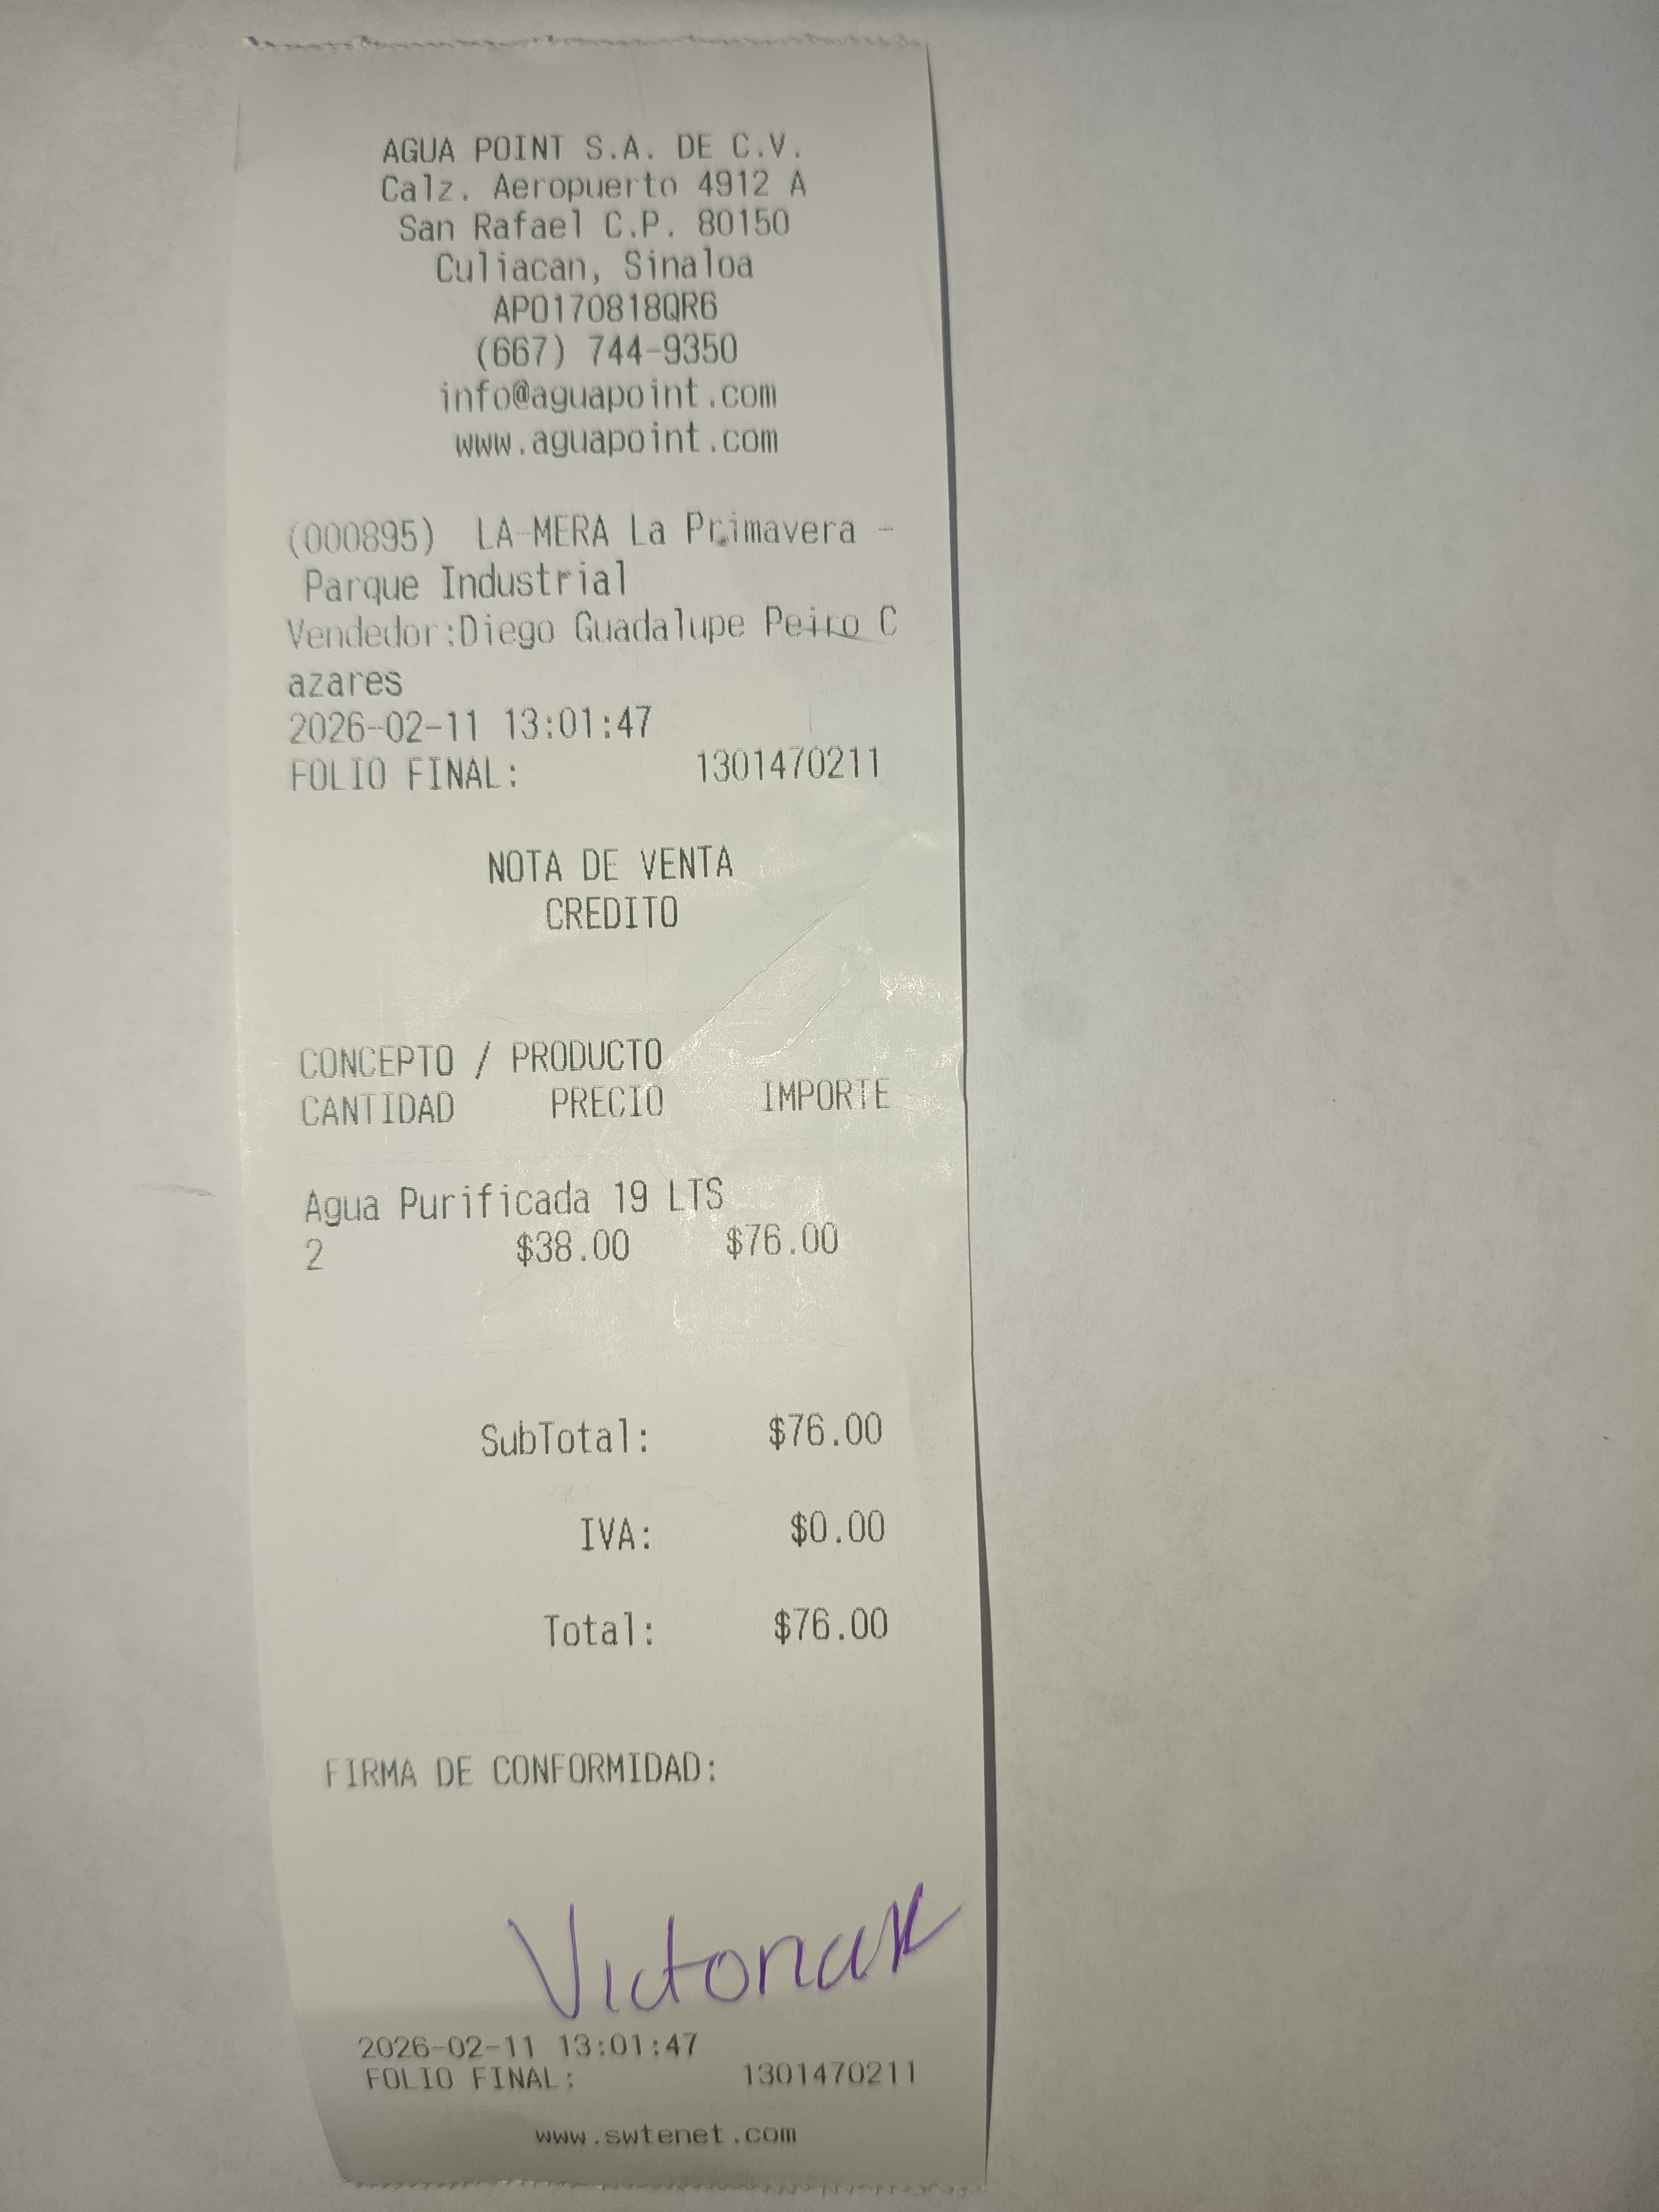 AGUA POINT S.A. DE C.V.
Calz. Aeropuerto 4912 A
San Rafael C.P. 80150
Culiacan, Sinaloa
APO170818QR6
(667) 744-9350
info@aguapoint.com
www.aguapoint.com
(000895) LA-MERA La Primavera -
Parque Industrial
Vendedor:Diego Guadalupe Peiro C
azares
2026-02-11 13:01:47
FOLIO FINAL: 1301470211
NOTA DE VENTA
CREDITO
CONCEPTO / PRODUCTO
CANTIDAD PRECIO IMPORTE
Agua Purificada 19 LTS
2 $38.00 $76.00
SubTotal: $76.00
IVA: $0.00
Total: $76.00
FIRMA DE CONFORMIDAD:
2026-02-11 13:01:47
FOLIO FINAL: 1301470211
www.swtenet.com